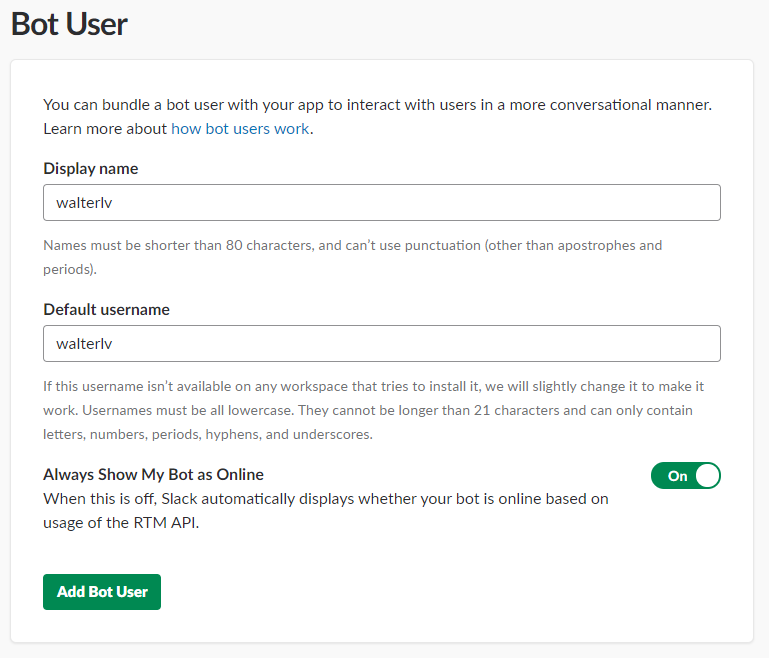 Bot User
You can bundle a bot user with your app to interact with users in a more conversational manner.
Learn more about how bot users work.
Display name
walterlv
Names must be shorter than 80 characters, and can’t use punctuation (other than apostrophes and
periods).
Default username
walterlv
If this username isn’t available on any workspace that tries to install it, we will slightly change it to make it
work. Usernames must be all lowercase. They cannot be longer than 21 characters and can only contain
letters, numbers, periods, hyphens, and underscores.
Always Show My Bot as Online
On
When this is off, Slack automatically displays whether your bot is online based on
usage of the RTM API.
Add Bot User